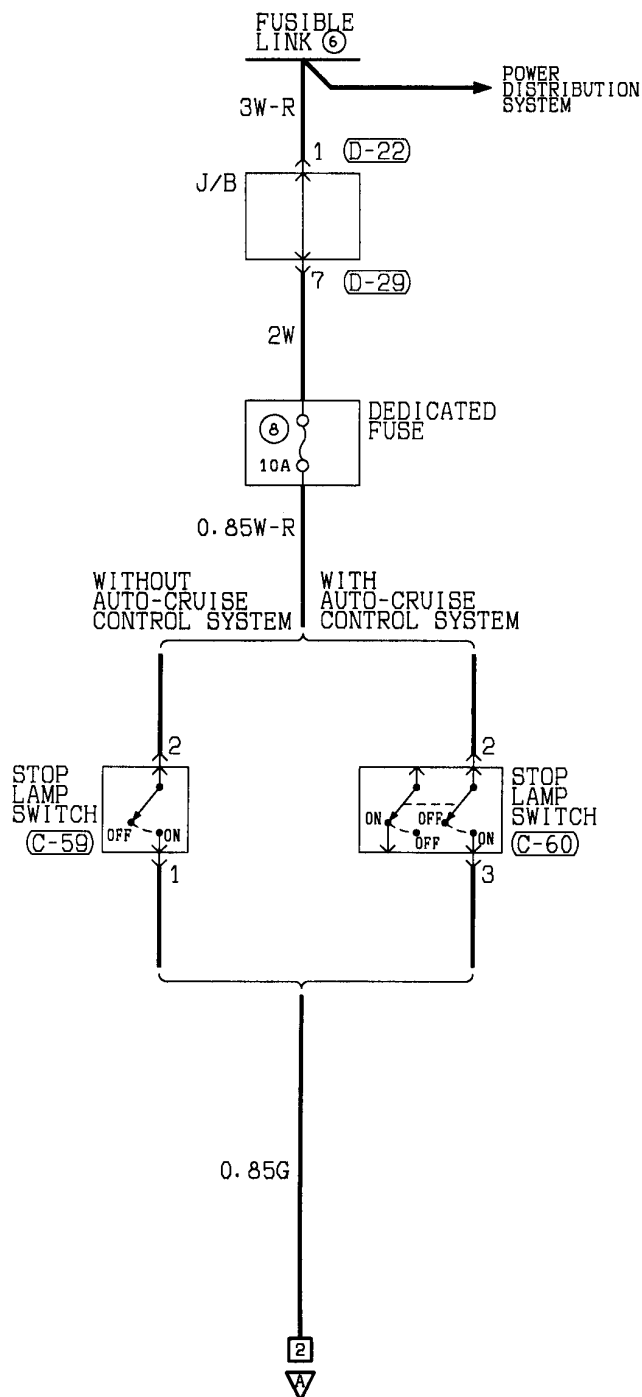 FUSIBLE
LINK ⑥
POWER
DISTRIBUTION
SYSTEM
3W-R
1 D-22
J/B
7 D-29
2W
DEDICATED
FUSE
⑧
10A
0.85W-R
WITHOUT
AUTO-CRUISE
CONTROL SYSTEM
WITH
AUTO-CRUISE
CONTROL SYSTEM
2
2
STOP
LAMP
SWITCH
C-59
OFF
ON
ON
OFF
OFF
ON
STOP
LAMP
SWITCH
C-60
1
3
0.85G
2
A